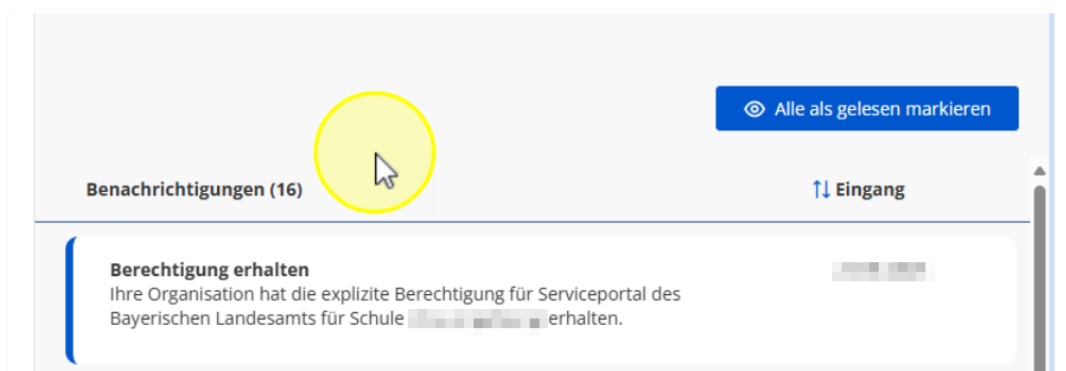 Alle als gelesen markieren
Benachrichtigungen (16)
Eingang
Berechtigung erhalten
Ihre Organisation hat die explizite Berechtigung für Serviceportal des
Bayerischen Landesamts für Schule erhalten.